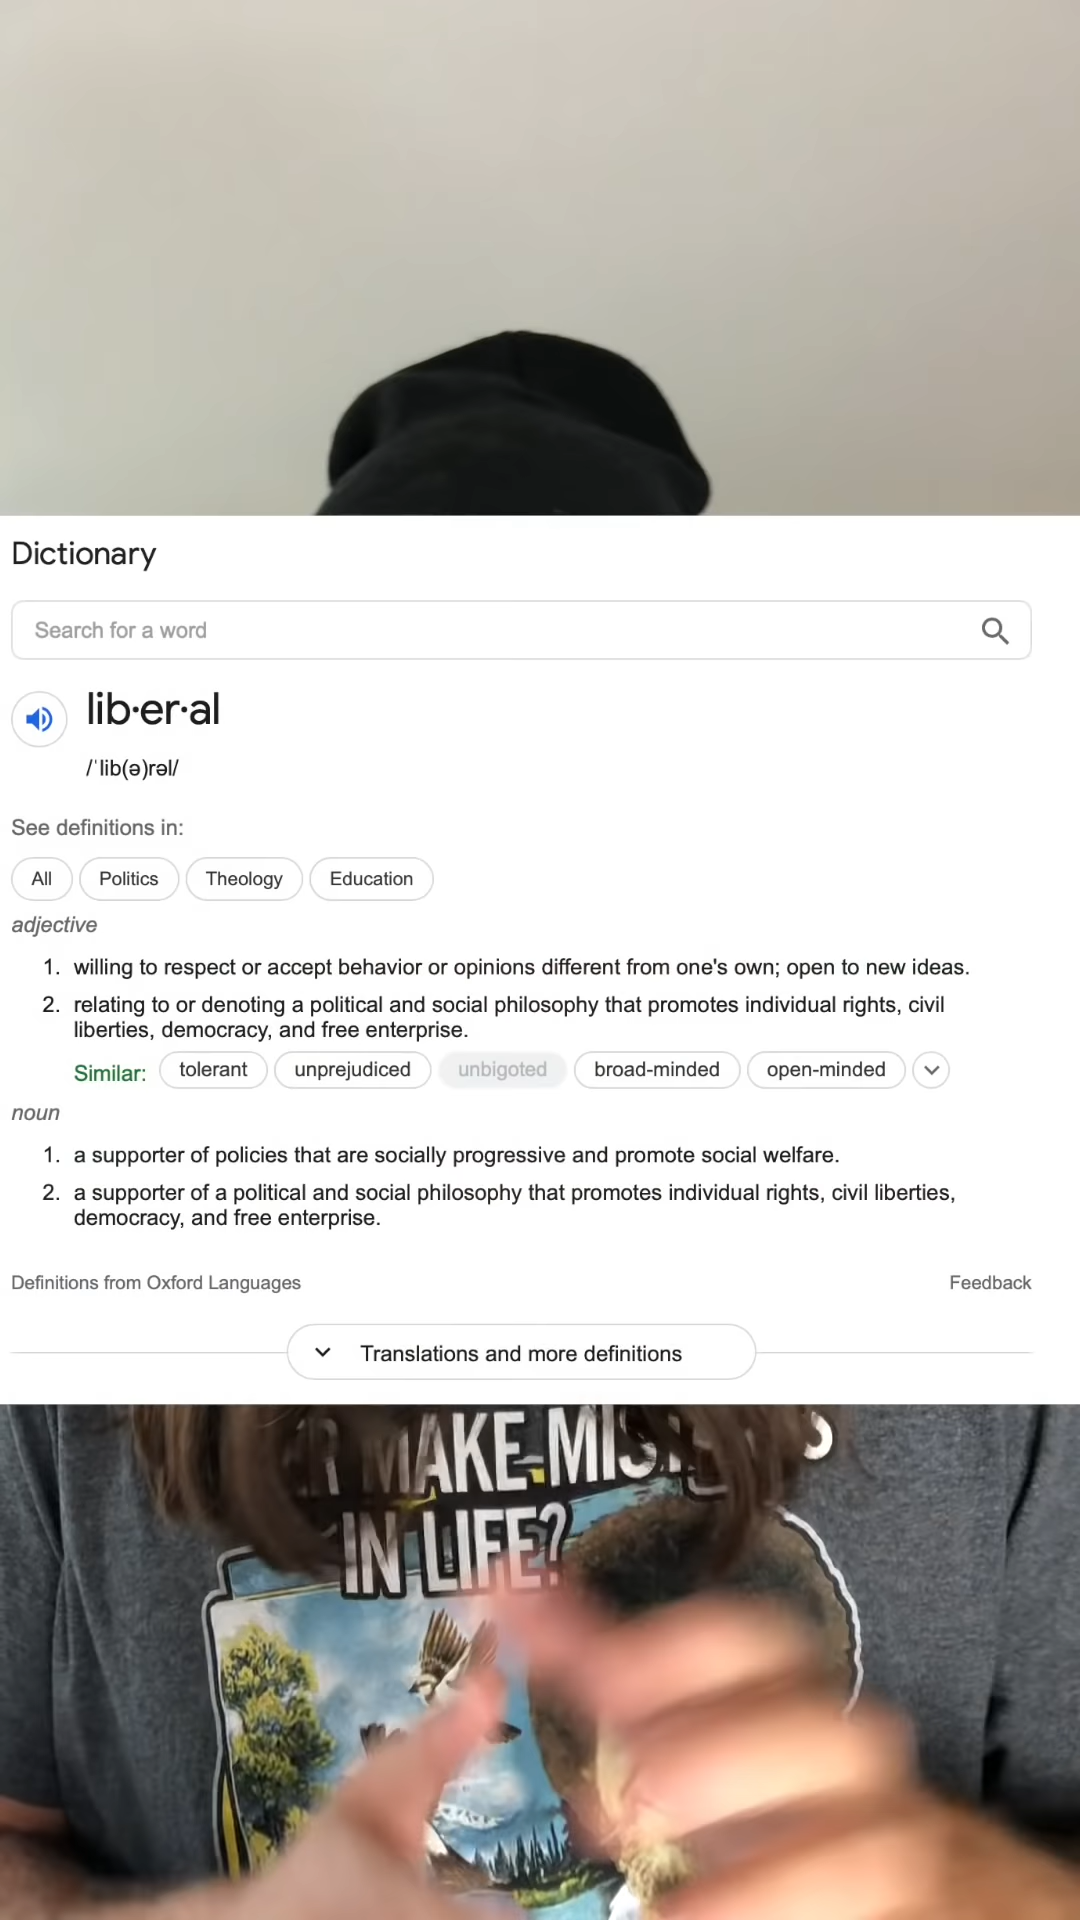 Dictionary
Search for a word
lib·er·al
/ˈlib(ə)rəl/
See definitions in:
All Politics Theology Education
adjective
1. willing to respect or accept behavior or opinions different from one's own; open to new ideas.
2. relating to or denoting a political and social philosophy that promotes individual rights, civil
liberties, democracy, and free enterprise.
Similar: tolerant unprejudiced unbigoted broad-minded open-minded
noun
1. a supporter of policies that are socially progressive and promote social welfare.
2. a supporter of a political and social philosophy that promotes individual rights, civil liberties,
democracy, and free enterprise.
Definitions from Oxford Languages Feedback
Translations and more definitions
MAKE
IN LIFE?